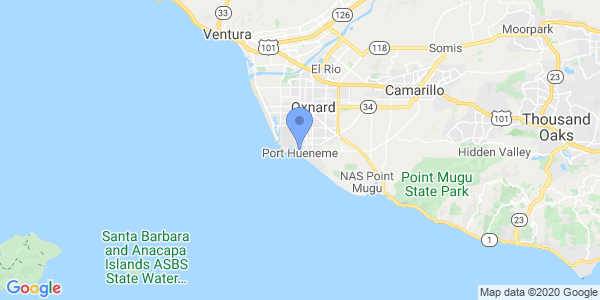 33
126
Moorpark
Ventura
101
118
Somis
El Rio
23
Camarillo
Oxnard
34
101
Thousand
Oaks
Port Hueneme
Hidden Valley
NAS Point
Mugu
Point Mugu
State Park
23
Santa Barbara
and Anacapa
Islands ASBS
State Water...
1
Google
Map data ©2020 Google